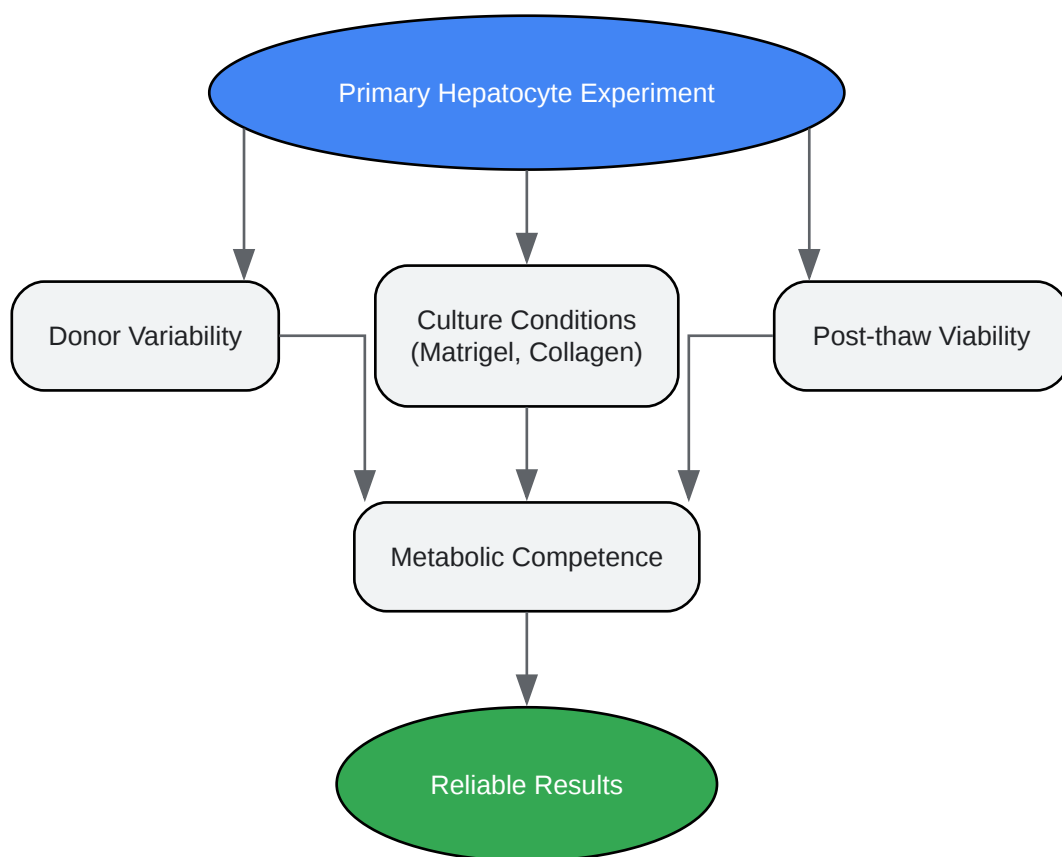 Primary Hepatocyte Experiment
Donor Variability
Culture Conditions
(Matrigel, Collagen)
Post-thaw Viability
Metabolic Competence
Reliable Results